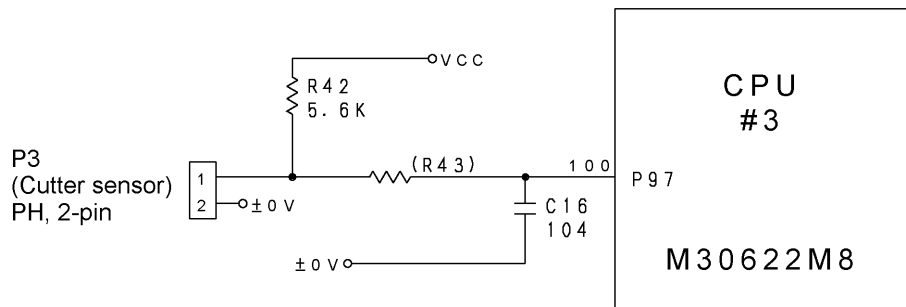 VCC
R42
5.6K
CPU
#3
P3
(Cutter sensor)
PH, 2-pin
1
2
±0V
(R43)
100
P97
C16
104
±0V
M30622M8